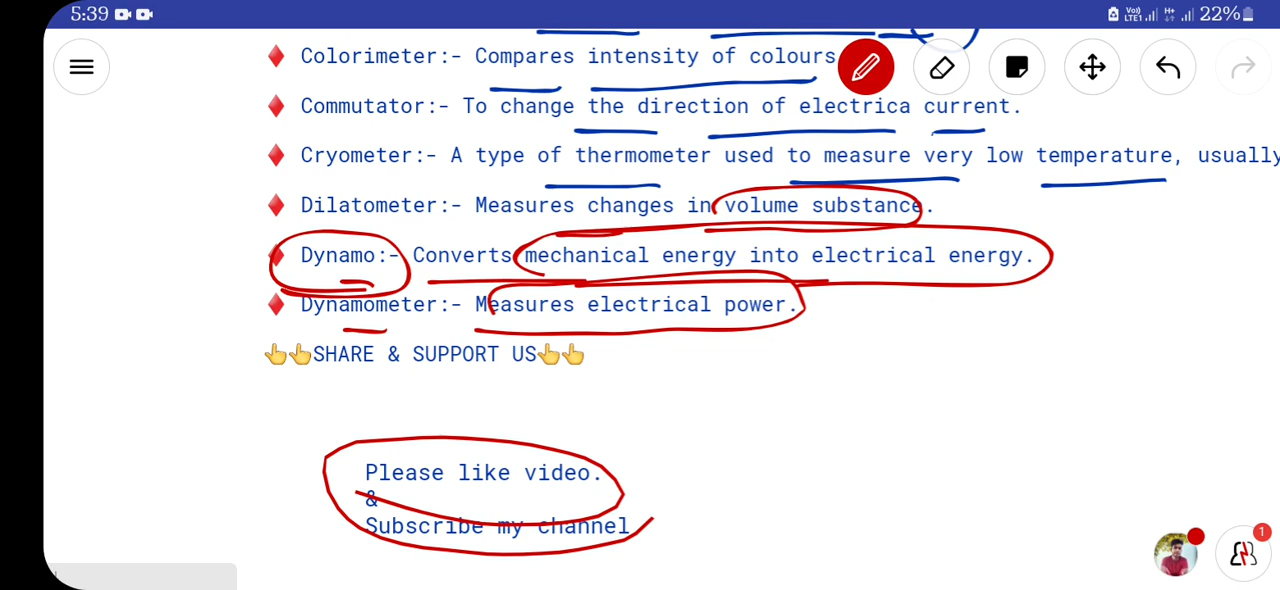 5:39
Vo) LTE1 H+ 22%
♦ Colorimeter:- Compares intensity of colours
♦ Commutator:- To change the direction of electrica current.
♦ Cryometer:- A type of thermometer used to measure very low temperature, usually
♦ Dilatometer:- Measures changes in volume substance.
♦ Dynamo:- Converts mechanical energy into electrical energy.
♦ Dynamometer:- Measures electrical power.
👆👆SHARE & SUPPORT US👆👆
Please like video.
&
Subscribe my channel
1